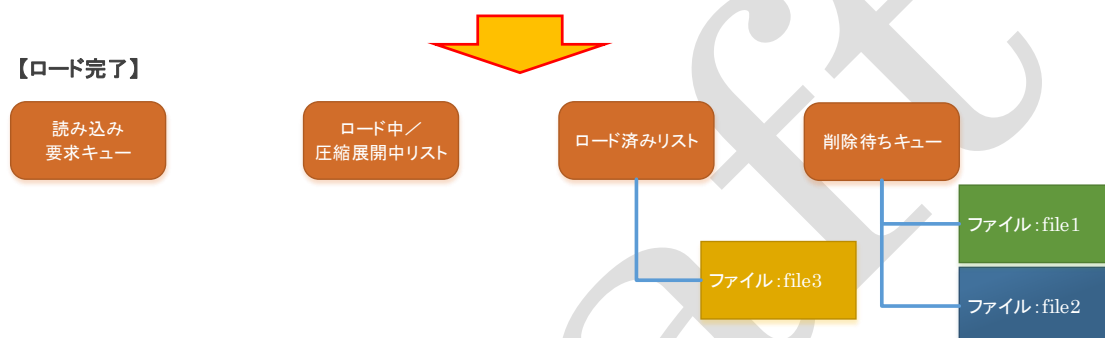 【ロード完了】
読み込み
要求キュー
ロード中／
圧縮展開中リスト
ロード済みリスト
削除待ちキュー
ファイル:file1
ファイル:file3
ファイル:file2